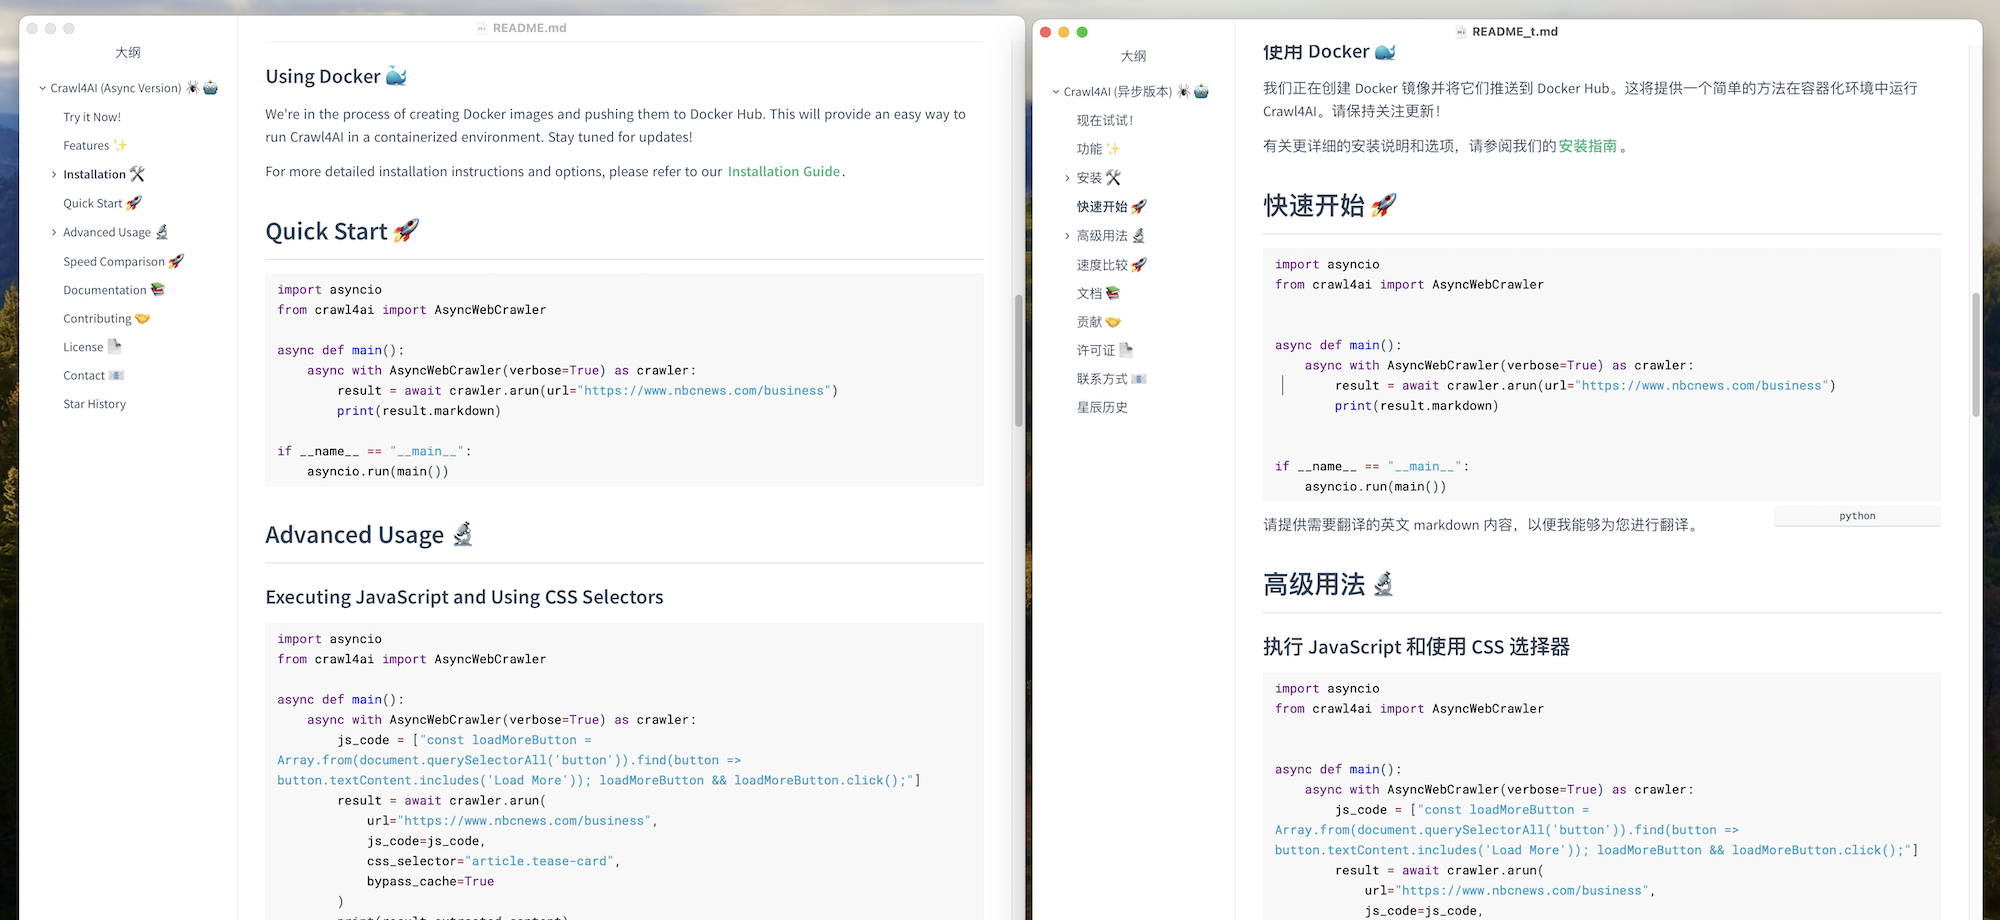 README.md
大纲
Crawl4AI (Async Version) 🕷️ 🤖
Try it Now!
Features ✨
Installation 🛠️
Quick Start 🚀
Advanced Usage 🔬
Speed Comparison 🚀
Documentation 📚
Contributing 🤝
License 📄
Contact 📧
Star History
Using Docker 🐳
We're in the process of creating Docker images and pushing them to Docker Hub. This will provide an easy way to
run Crawl4AI in a containerized environment. Stay tuned for updates!
For more detailed installation instructions and options, please refer to our Installation Guide.
Quick Start 🚀
import asyncio
from crawl4ai import AsyncWebCrawler
async def main():
    async with AsyncWebCrawler(verbose=True) as crawler:
        result = await crawler.arun(url="https://www.nbcnews.com/business")
        print(result.markdown)
if __name__ == "__main__":
    asyncio.run(main())
Advanced Usage 🔬
Executing JavaScript and Using CSS Selectors
import asyncio
from crawl4ai import AsyncWebCrawler
async def main():
    async with AsyncWebCrawler(verbose=True) as crawler:
        js_code = ["const loadMoreButton =
Array.from(document.querySelectorAll('button')).find(button =>
button.textContent.includes('Load More')); loadMoreButton && loadMoreButton.click();"]
        result = await crawler.arun(
            url="https://www.nbcnews.com/business",
            js_code=js_code,
            css_selector="article.tease-card",
            bypass_cache=True
        )
        print(result.extracted_content)
README_t.md
大纲
Crawl4AI (异步版本) 🕷️ 🤖
现在试试！
功能 ✨
安装 🛠️
快速开始 🚀
高级用法 🔬
速度比较 🚀
文档 📚
贡献 🤝
许可证 📄
联系方式 📧
星辰历史
使用 Docker 🐳
我们正在创建 Docker 镜像并将它们推送到 Docker Hub。这将提供一个简单的方法在容器化环境中运行
Crawl4AI。请保持关注更新！
有关更详细的安装说明和选项，请参阅我们的安装指南。
快速开始 🚀
import asyncio
from crawl4ai import AsyncWebCrawler
async def main():
    async with AsyncWebCrawler(verbose=True) as crawler:
        result = await crawler.arun(url="https://www.nbcnews.com/business")
        print(result.markdown)
if __name__ == "__main__":
    asyncio.run(main())
python
请提供需要翻译的英文 markdown 内容，以便我能够为您进行翻译。
高级用法 🔬
执行 JavaScript 和使用 CSS 选择器
import asyncio
from crawl4ai import AsyncWebCrawler
async def main():
    async with AsyncWebCrawler(verbose=True) as crawler:
        js_code = ["const loadMoreButton =
Array.from(document.querySelectorAll('button')).find(button =>
button.textContent.includes('Load More')); loadMoreButton && loadMoreButton.click();"]
        result = await crawler.arun(
            url="https://www.nbcnews.com/business",
            js_code=js_code,